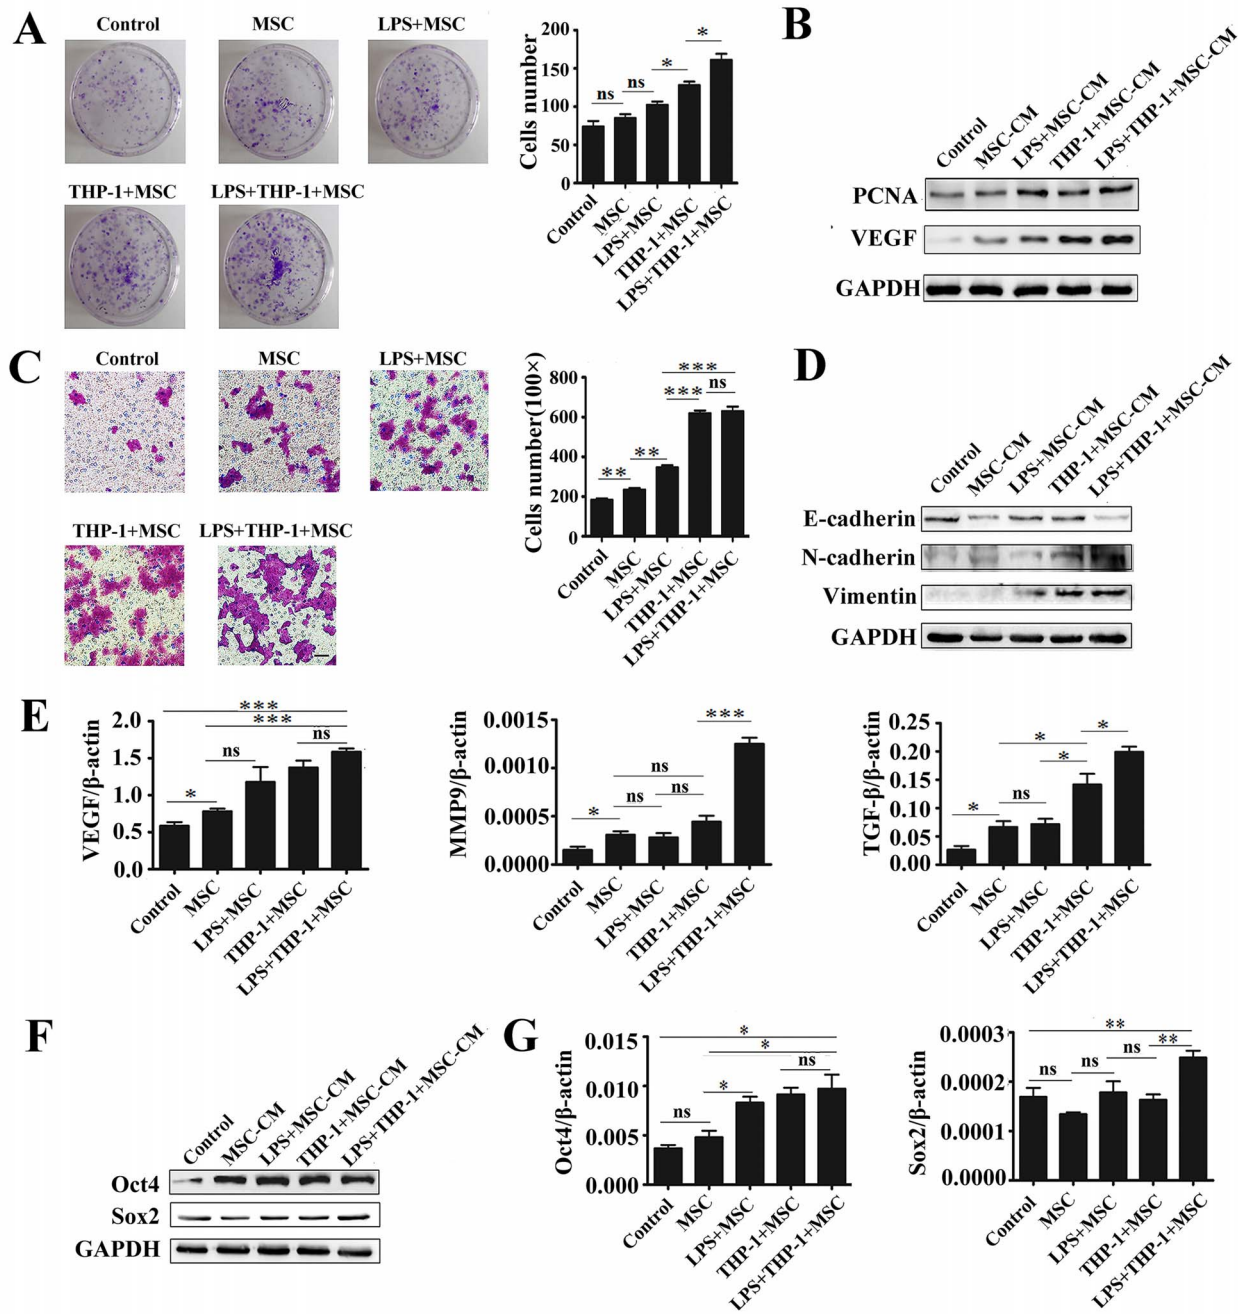 A
Control
MSC
LPS+MSC
THP-1+MSC
LPS+THP-1+MSC
Cells number
200
150
100
50
0
ns
ns
*
*
Control
MSC
LPS+MSC
THP-1+MSC
LPS+THP-1+MSC
B
Control
MSC-CM
LPS+MSC-CM
THP-1+MSC-CM
LPS+THP-1+MSC-CM
PCNA
VEGF
GAPDH
C
Control
MSC
LPS+MSC
THP-1+MSC
LPS+THP-1+MSC
Cells number(100×)
800
600
400
200
0
**
**
***
***
ns
Control
MSC
LPS+MSC
THP-1+MSC
LPS+THP-1+MSC
D
Control
MSC-CM
LPS+MSC-CM
THP-1+MSC-CM
LPS+THP-1+MSC-CM
E-cadherin
N-cadherin
Vimentin
GAPDH
E
VEGF/β-actin
2.0
1.5
1.0
0.5
0.0
***
***
ns
ns
*
Control
MSC
LPS+MSC
THP-1+MSC
LPS+THP-1+MSC
MMP9/β-actin
0.0015
0.0010
0.0005
0.0000
***
ns
ns
ns
*
Control
MSC
LPS+MSC
THP-1+MSC
LPS+THP-1+MSC
TGF-β/β-actin
0.25
0.20
0.15
0.10
0.05
0.00
*
*
*
ns
*
Control
MSC
LPS+MSC
THP-1+MSC
LPS+THP-1+MSC
F
Control
MSC-CM
LPS+MSC-CM
THP-1+MSC-CM
LPS+THP-1+MSC-CM
Oct4
Sox2
GAPDH
G
Oct4/β-actin
0.015
0.010
0.005
0.000
*
*
ns
*
ns
Control
MSC
LPS+MSC
THP-1+MSC
LPS+THP-1+MSC
Sox2/β-actin
0.0003
0.0002
0.0001
0.0000
**
**
ns
ns
ns
Control
MSC
LPS+MSC
THP-1+MSC
LPS+THP-1+MSC